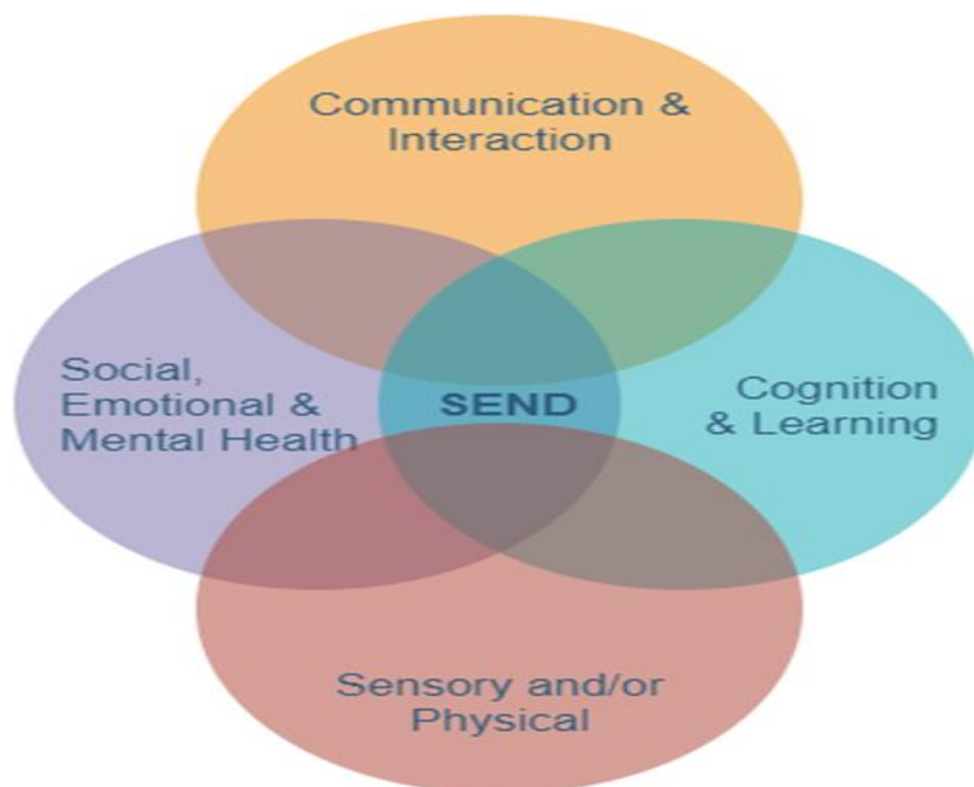 Communication &
Interaction
Social,
Emotional &
Mental Health
SEND
Cognition
& Learning
Sensory and/or
Physical